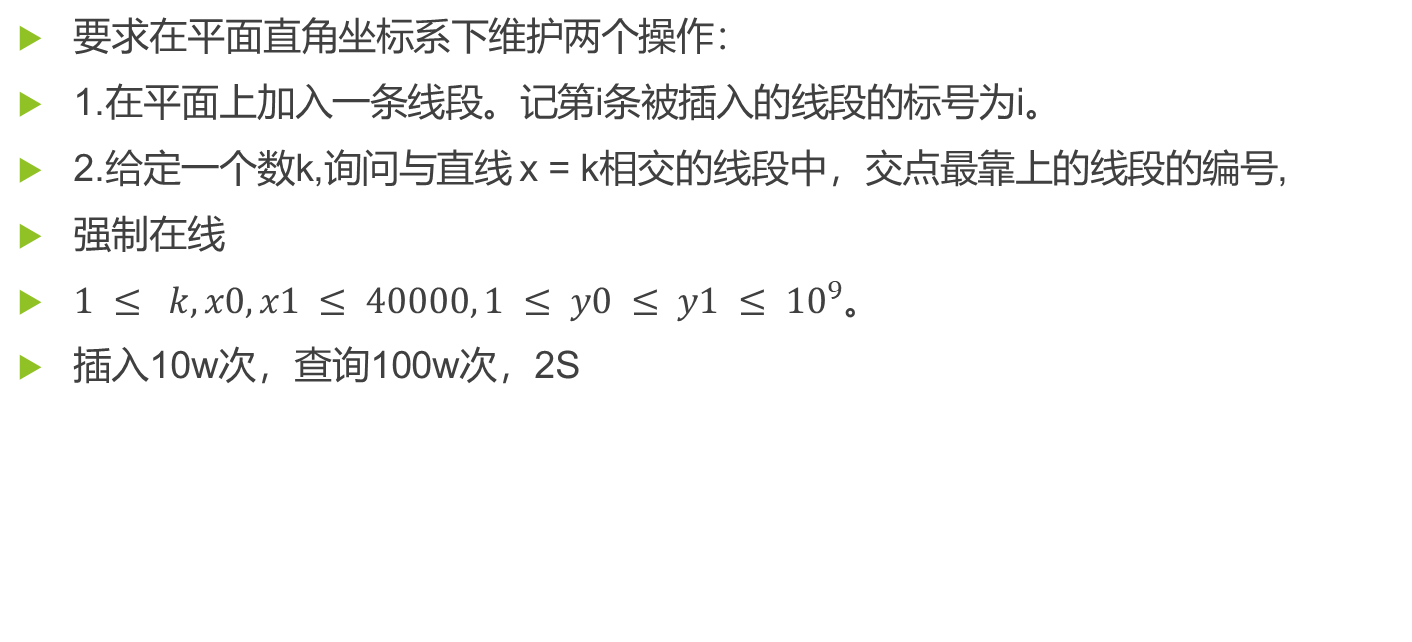 要求在平面直角坐标系下维护两个操作：
1.在平面上加入一条线段。记第i条被插入的线段的标号为i。
2.给定一个数k,询问与直线 x = k相交的线段中，交点最靠上的线段的编号,
强制在线
1 ≤ k, x0, x1 ≤ 40000, 1 ≤ y0 ≤ y1 ≤ 10⁹。
插入10w次，查询100w次，2S